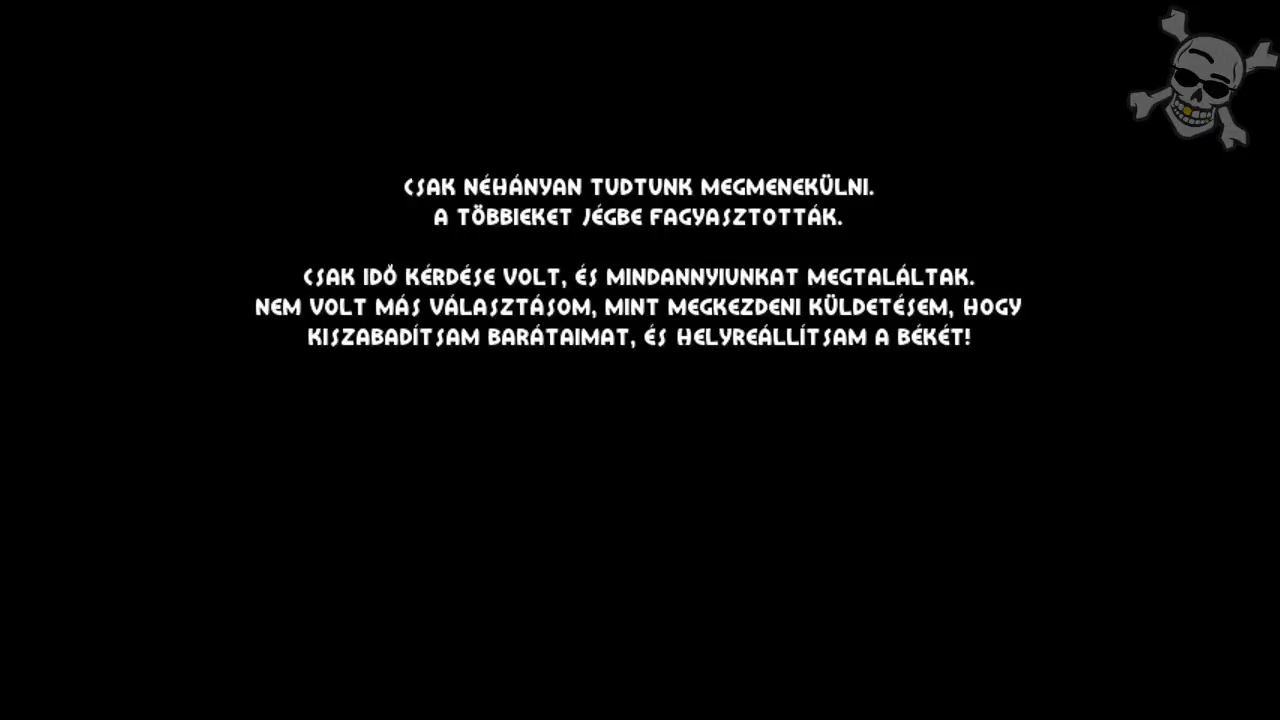 CSAK NÉHÁNYAN TUDTUNK MEGMENEKÜLNI.
A TÖBBIEKET JÉGBE FAGYASZTOTTÁK.
CSAK IDŐ KÉRDÉSE VOLT, ÉS MINDANNYIUNKAT MEGTALÁLTAK.
NEM VOLT MÁS VÁLASZTÁSOM, MINT MEGKEZDENI KÜLDETÉSEM, HOGY
KISZABADÍTSAM BARÁTAIMAT, ÉS HELYREÁLLÍTSAM A BÉKÉT!